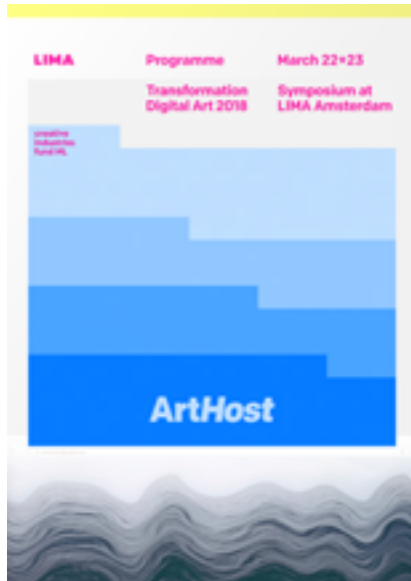 LIMA
Programme
March 22+23
Transformation
Digital Art 2018
Symposium at
LIMA Amsterdam
creative
industries
fund NL
ArtHost